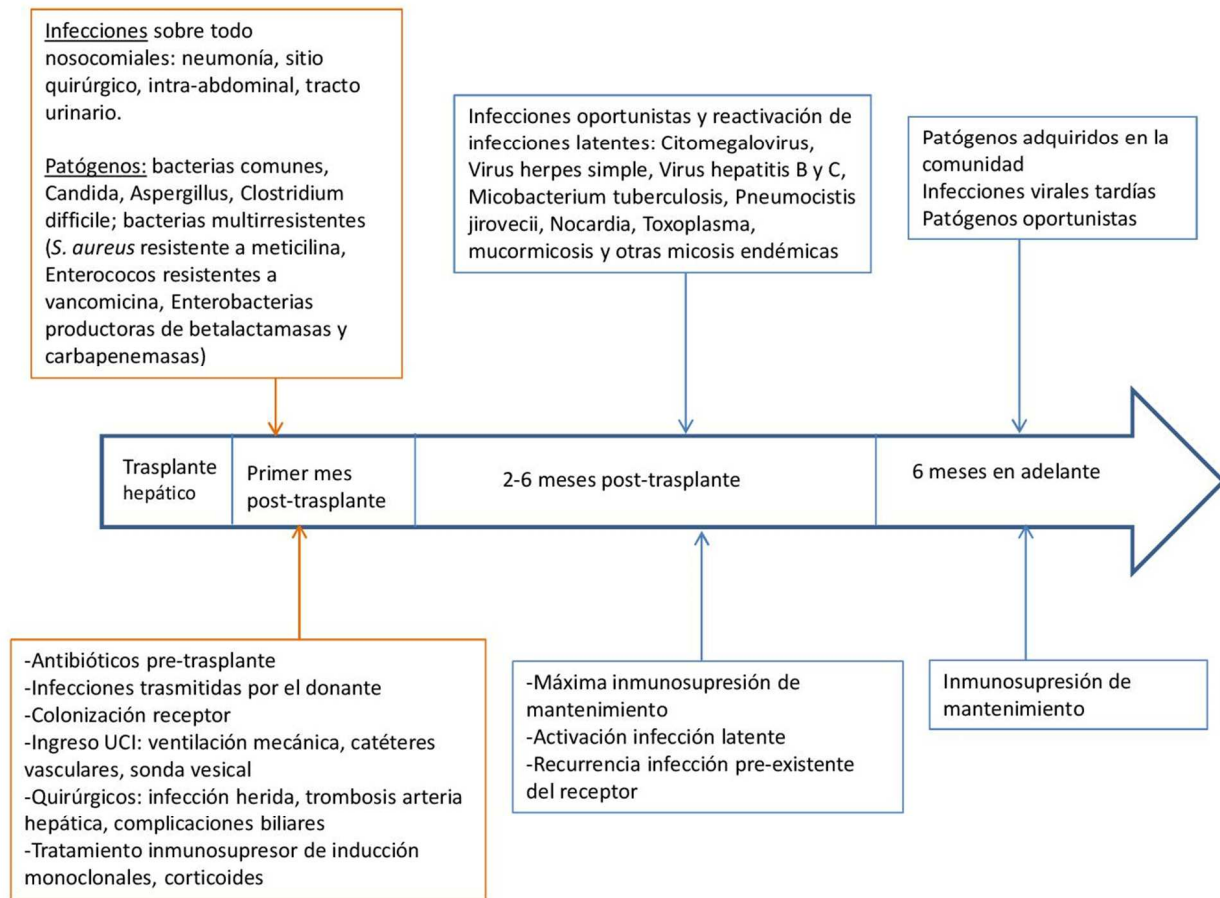 Infecciones sobre todo
nosocomiales: neumonía, sitio
quirúrgico, intra-abdominal, tracto
urinario.
Patógenos: bacterias comunes,
Candida, Aspergillus, Clostridium
difficile; bacterias multirresistentes
(S. aureus resistente a meticilina,
Enterococos resistentes a
vancomicina, Enterobacterias
productoras de betalactamasas y
carbapenemasas)
Infecciones oportunistas y reactivación de
infecciones latentes: Citomegalovirus,
Virus herpes simple, Virus hepatitis B y C,
Micobacterium tuberculosis, Pneumocistis
jirovecii, Nocardia, Toxoplasma,
mucormicosis y otras micosis endémicas
Patógenos adquiridos en la
comunidad
Infecciones virales tardías
Patógenos oportunistas
Trasplante
hepático
Primer mes
post-trasplante
2-6 meses post-trasplante
6 meses en adelante
-Antibióticos pre-trasplante
-Infecciones trasmitidas por el donante
-Colonización receptor
-Ingreso UCI: ventilación mecánica, catéteres
vasculares, sonda vesical
-Quirúrgicos: infección herida, trombosis arteria
hepática, complicaciones biliares
-Tratamiento inmunosupresor de inducción
monoclonales, corticoides
-Máxima inmunosupresión de
mantenimiento
-Activación infección latente
-Recurrencia infección pre-existente
del receptor
Inmunosupresión de
mantenimiento